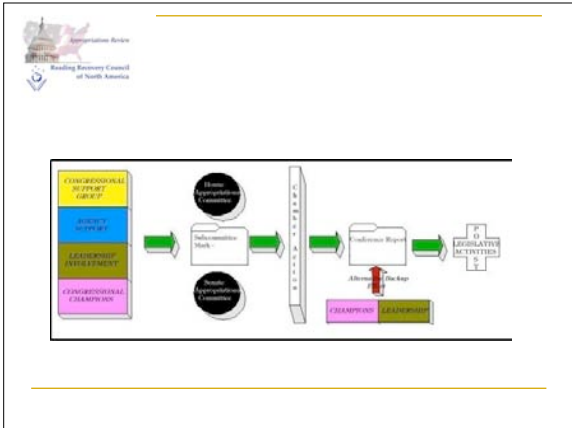 Appropriations Review
Reading Recovery Council
of North America
CONGRESSIONAL
SUPPORT
GROUP
AGENCY
SUPPORT
LEADERSHIP
INVOLVEMENT
CONGRESSIONAL
CHAMPIONS
House
Appropriations
Committee
Subcommittee
Mark
Senate
Appropriations
Committee
Chamber Action
Conference Report
Alternative Backup
CHAMPIONS
LEADERSHIP
POST
LEGISLATIVE
ACTIVITIES